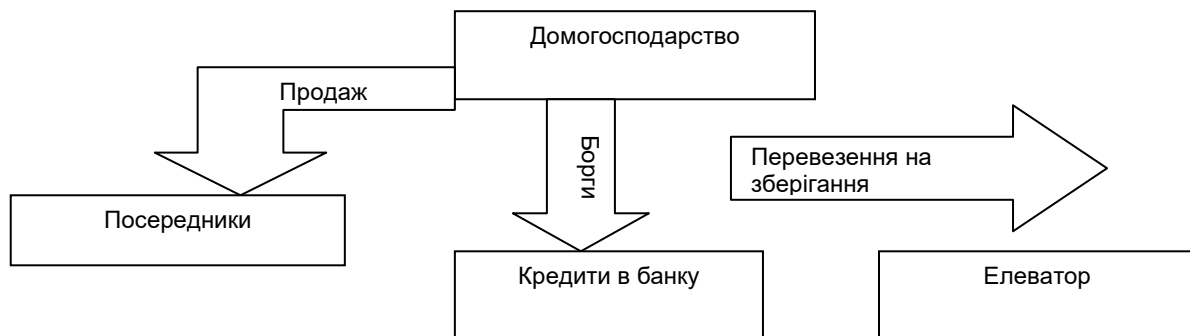 Домогосподарство
Продаж
Борги
Перевезення на
зберігання
Посередники
Кредити в банку
Елеватор